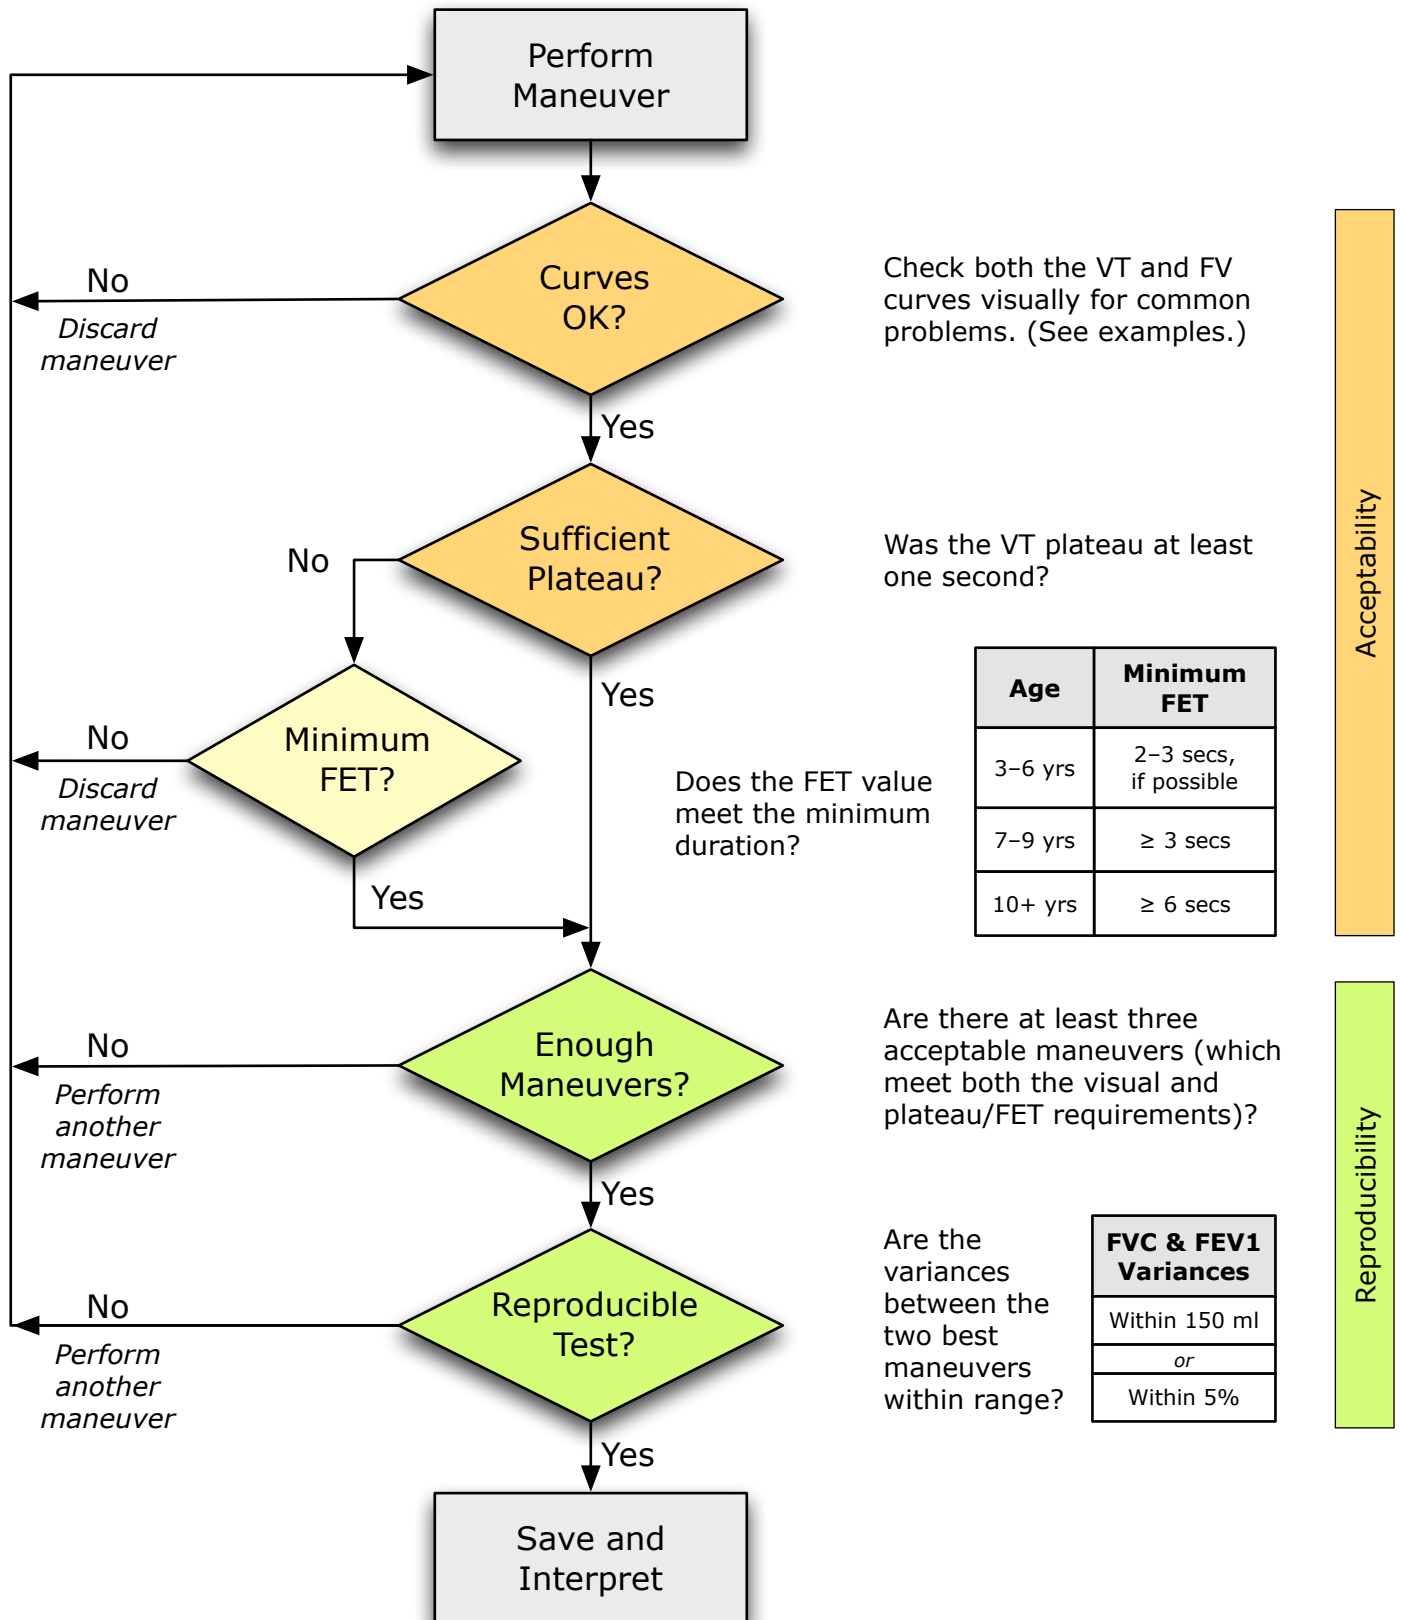 Perform
Maneuver
Curves
OK?
No
Discard
maneuver
Check both the VT and FV
curves visually for common
problems. (See examples.)
Yes
Sufficient
Plateau?
No
Was the VT plateau at least
one second?
Yes
Minimum
FET?
No
Discard
maneuver
Does the FET value
meet the minimum
duration?
Age
Minimum
FET
3–6 yrs
2–3 secs,
if possible
7–9 yrs
≥ 3 secs
10+ yrs
≥ 6 secs
Acceptability
Yes
Enough
Maneuvers?
No
Perform
another
maneuver
Are there at least three
acceptable maneuvers (which
meet both the visual and
plateau/FET requirements)?
Yes
Reproducible
Test?
No
Perform
another
maneuver
Are the
variances
between the
two best
maneuvers
within range?
FVC & FEV1
Variances
Within 150 ml
or
Within 5%
Reproducibility
Yes
Save and
Interpret